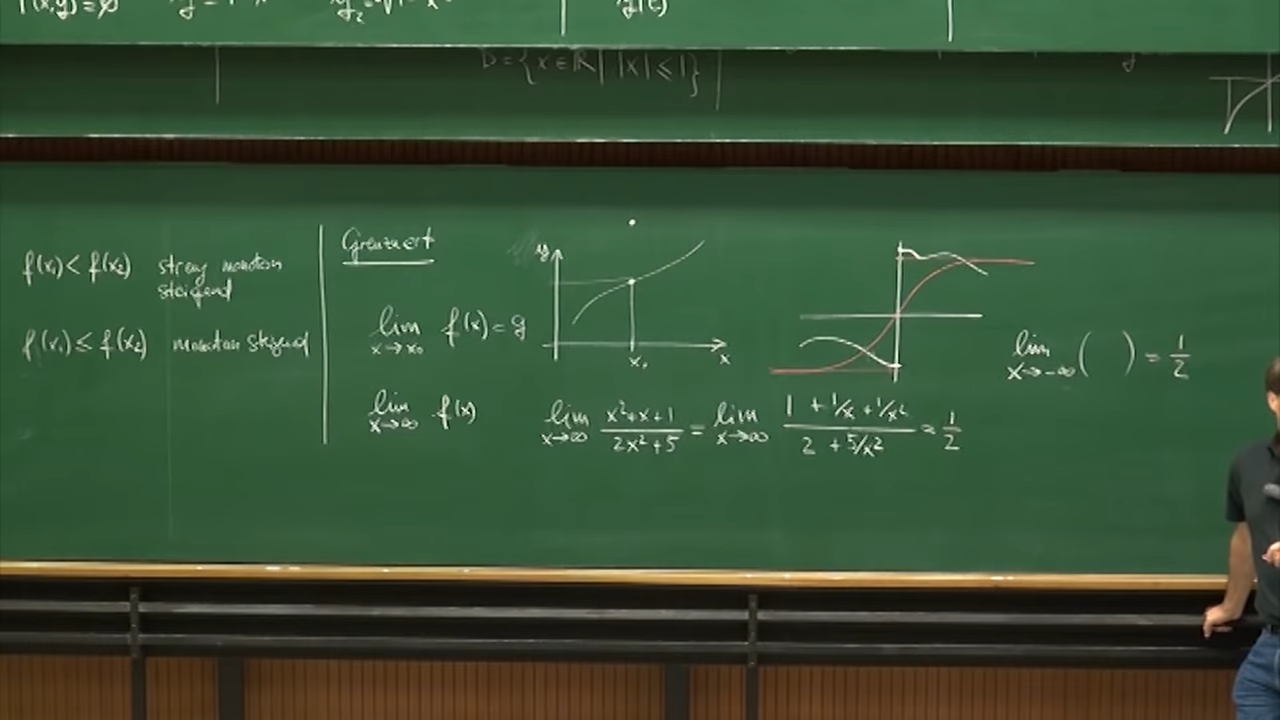 D = {x ∈ ℝ | |x| ≤ 1}
f(x₁) < f(x₂) streng monoton
steigend
f(x₁) ≤ f(x₂) monoton steigend
Grenzwert
lim f(x) = g
x → x₀
lim f(x)
x → ∞
y
x₀
x
lim (x²+x+1)/(2x²+5) = lim (1 + 1/x + 1/x²)/(2 + 5/x²) = 1/2
x→∞ x→∞
lim ( ) = 1/2
x → -∞